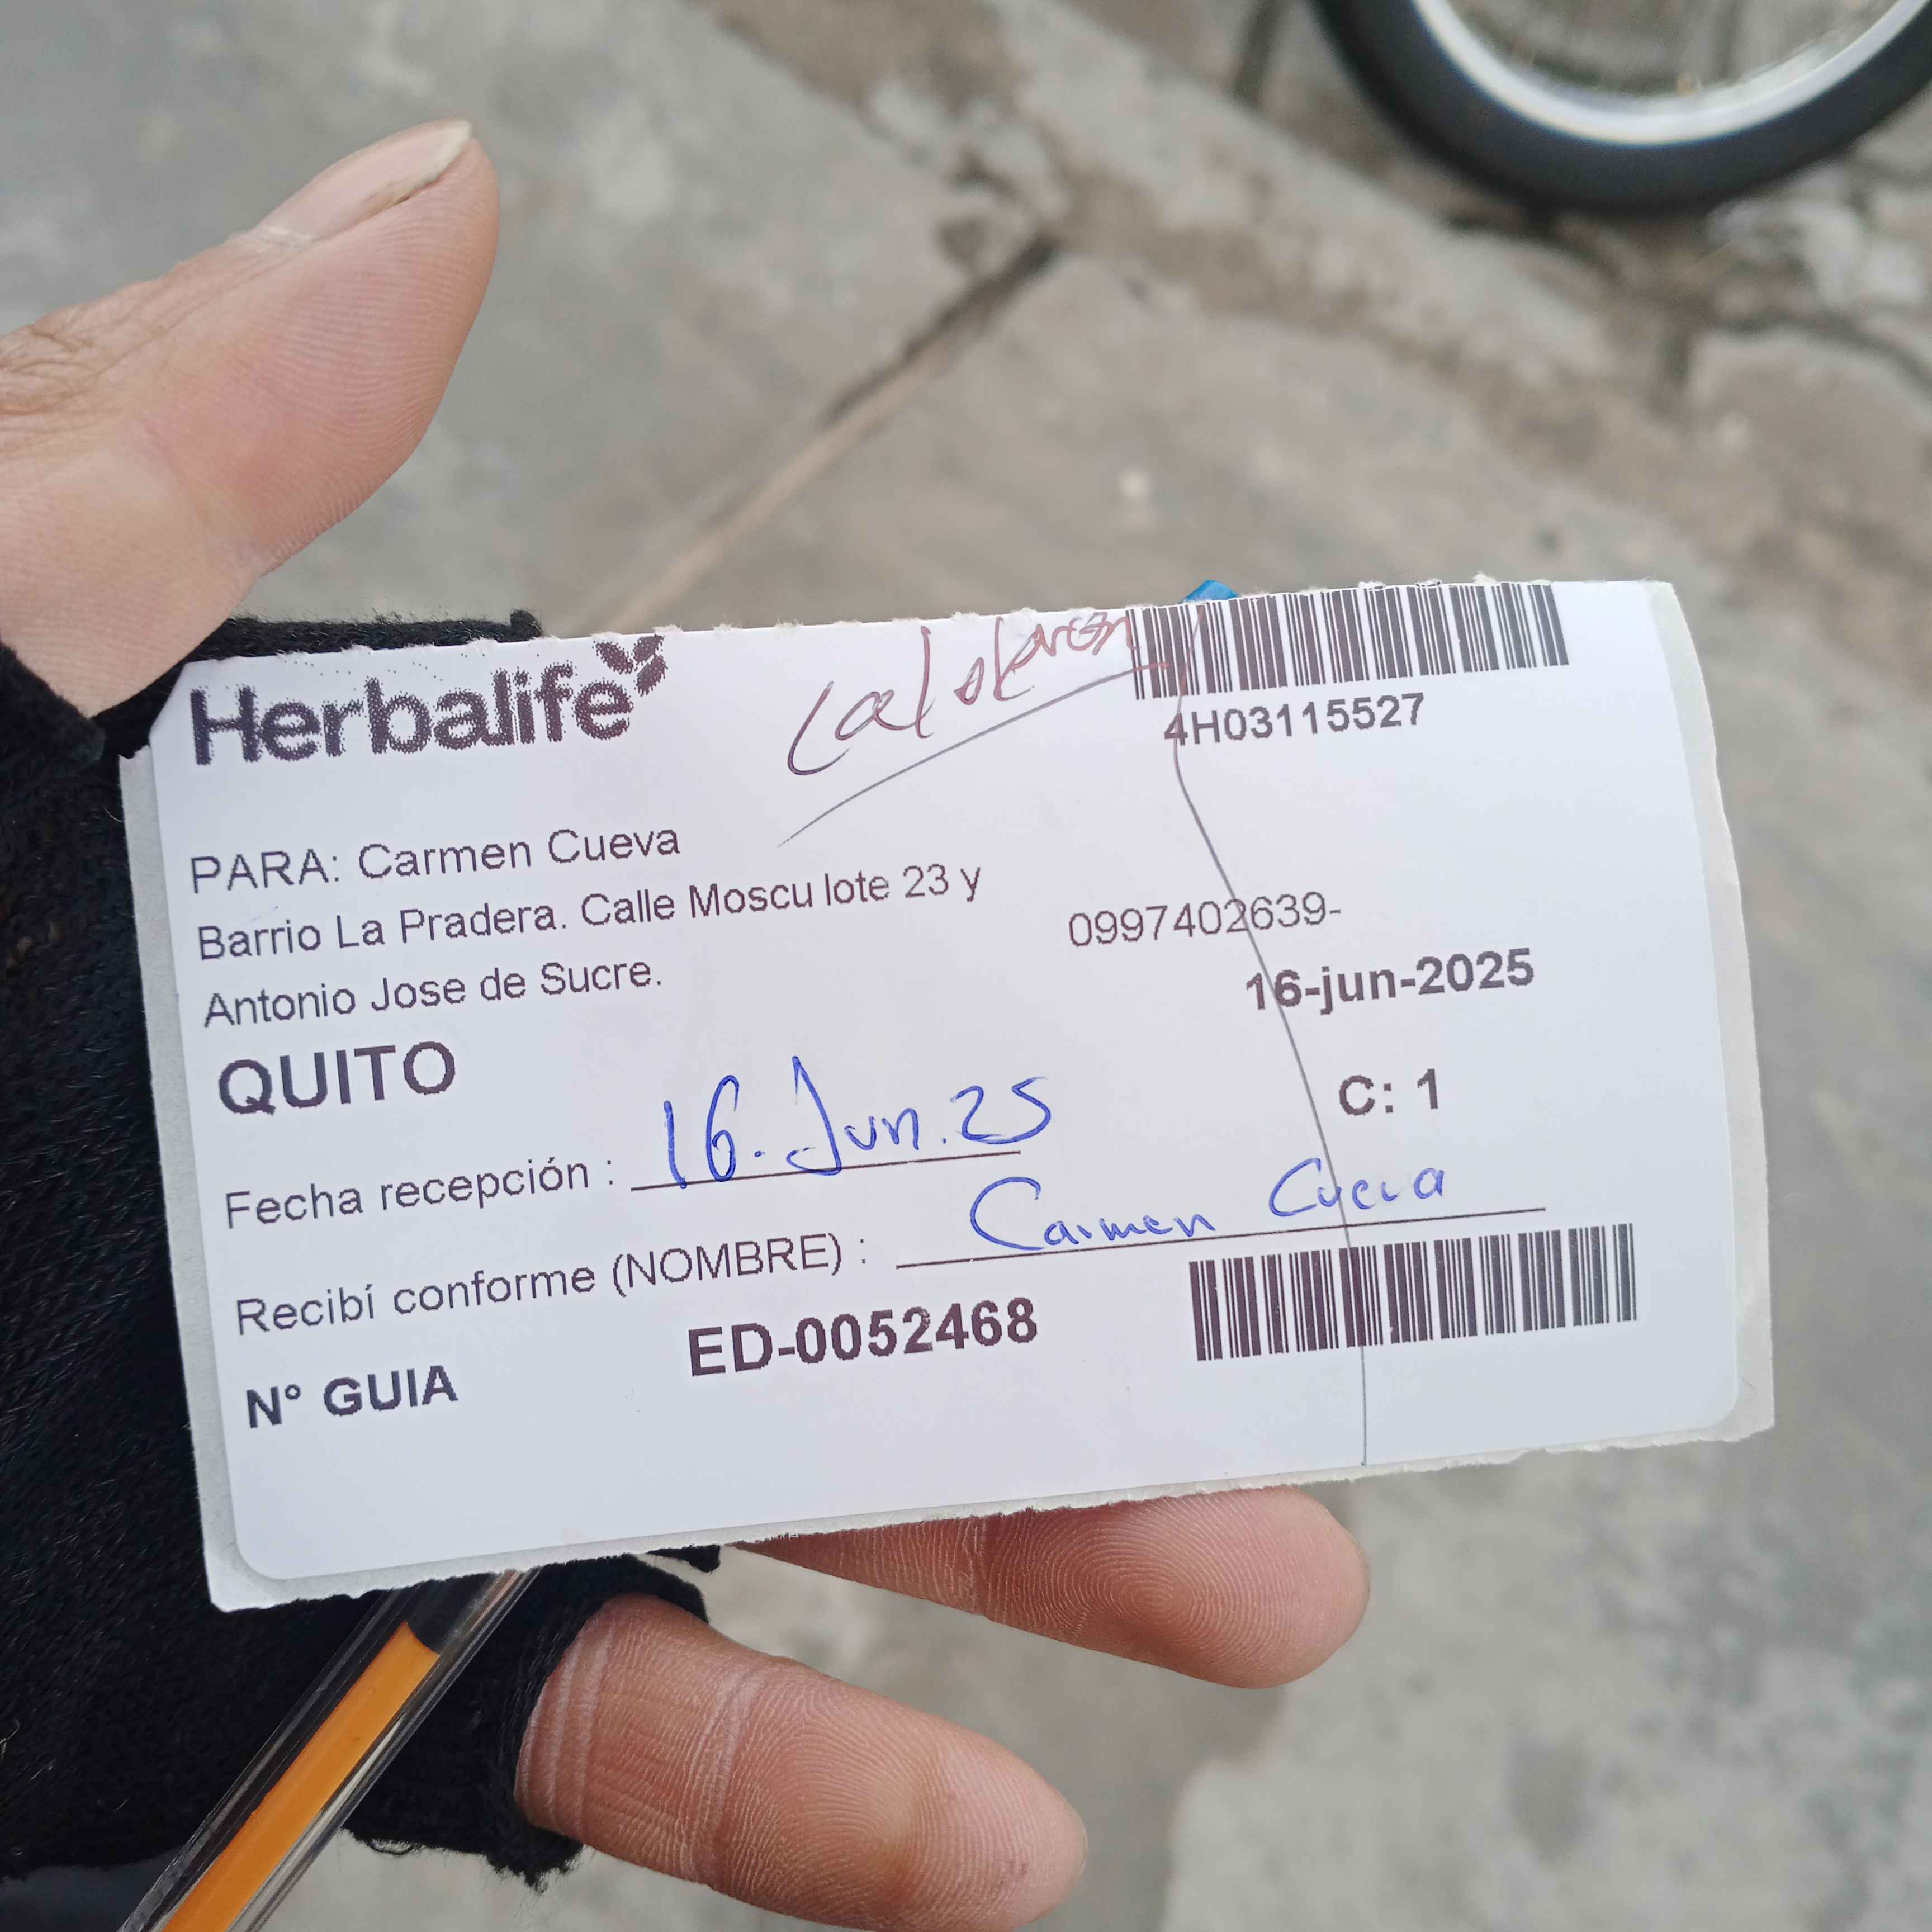 Herbalife
Calderon
4H03115527
PARA: Carmen Cueva
Barrio La Pradera. Calle Moscu lote 23 y
Antonio Jose de Sucre.
0997402639-
16-jun-2025
QUITO
C: 1
Fecha recepción : 16. Jun. 25
Recibí conforme (NOMBRE) : Carmen Cueva
N° GUIA ED-0052468